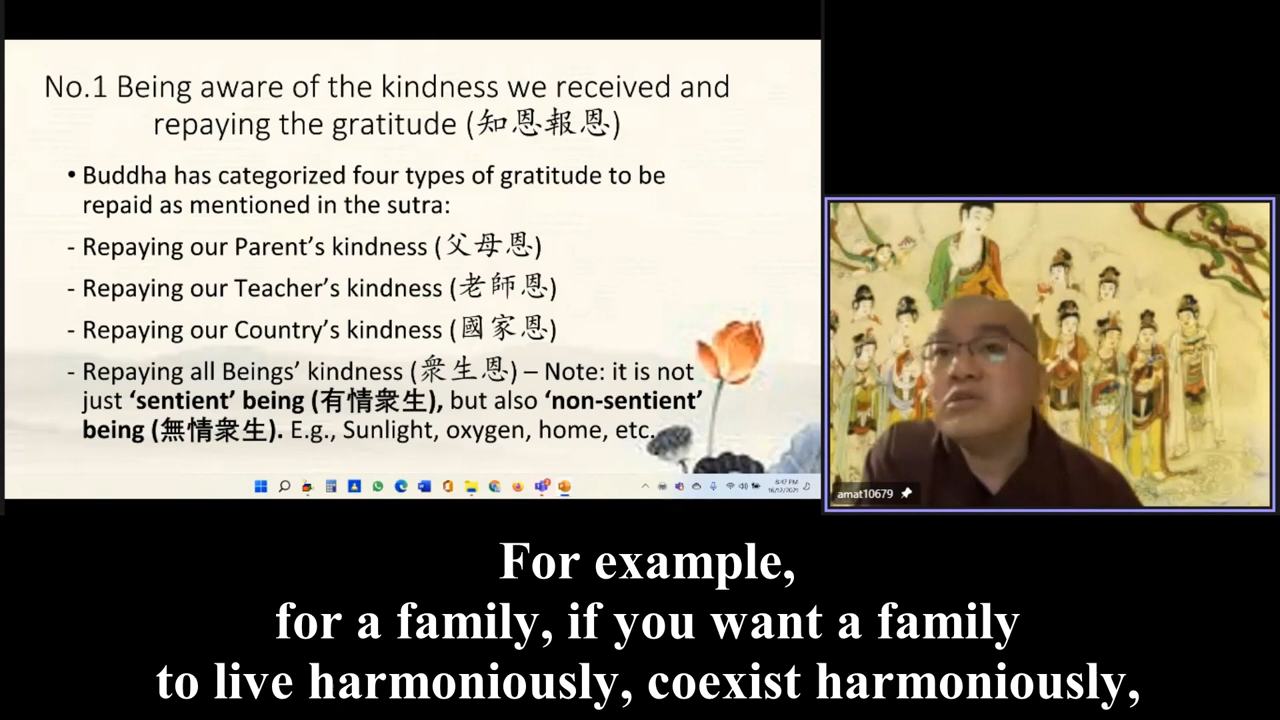 No.1 Being aware of the kindness we received and
repaying the gratitude (知恩報恩)
• Buddha has categorized four types of gratitude to be
repaid as mentioned in the sutra:
- Repaying our Parent’s kindness (父母恩)
- Repaying our Teacher’s kindness (老師恩)
- Repaying our Country’s kindness (國家恩)
- Repaying all Beings’ kindness (衆生恩) – Note: it is not
just ‘sentient’ being (有情衆生), but also ‘non-sentient’
being (無情衆生). E.g., Sunlight, oxygen, home, etc.
amat10679
For example,
for a family, if you want a family
to live harmoniously, coexist harmoniously,